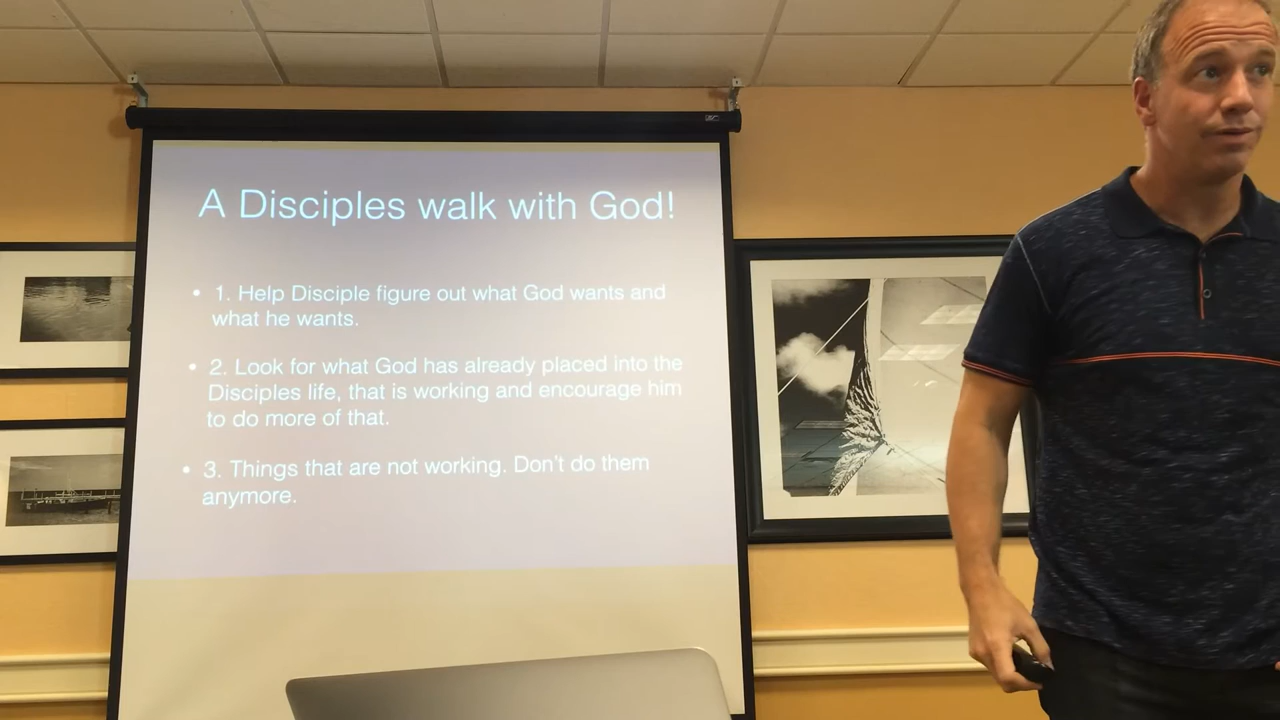 A Disciples walk with God!
• 1. Help Disciple figure out what God wants and
what he wants.
• 2. Look for what God has already placed into the
Disciples life, that is working and encourage him
to do more of that.
• 3. Things that are not working. Don't do them
anymore.